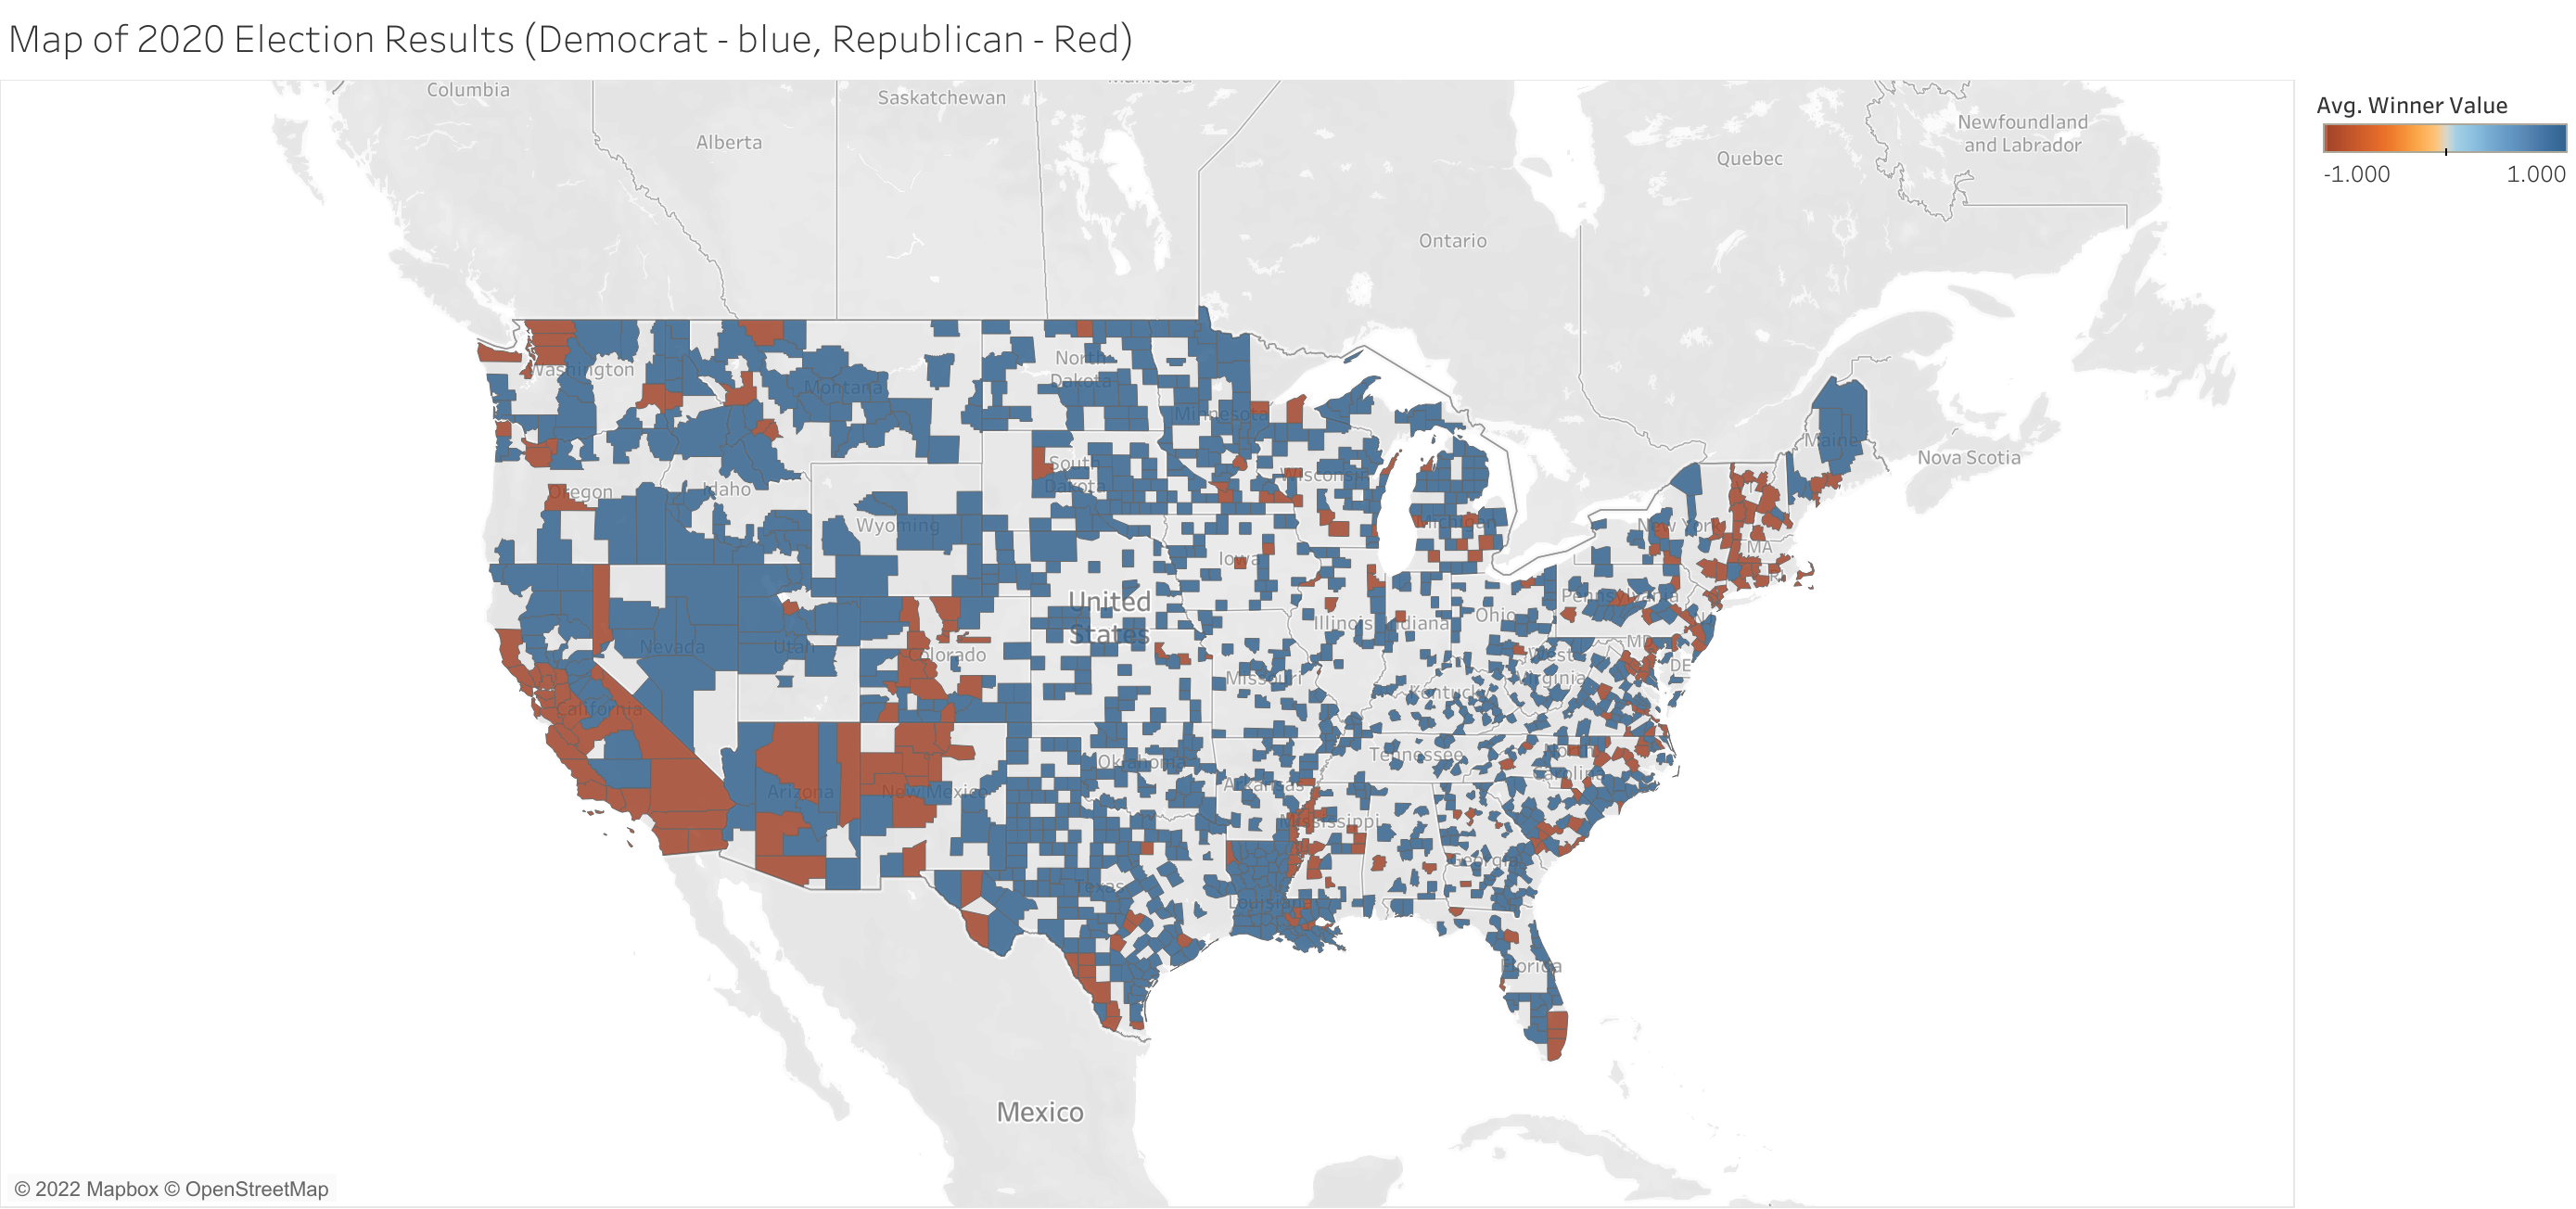 Map of 2020 Election Results (Democrat - blue, Republican - Red)
Avg. Winner Value
-1.000 1.000
Columbia
Saskatchewan
Manitoba
Alberta
Newfoundland
and Labrador
Quebec
Ontario
Nova Scotia
Washington
Montana
North
Dakota
Minnesota
Maine
South
Dakota
Wisconsin
Oregon
Idaho
VT
Wyoming
Michigan
New York
MA
Iowa
RI
United
States
Pennsylvania
Ohio
Illinois
Indiana
NJ
Nevada
Utah
Colorado
MD
DE
West
Virginia
Missouri
Kentucky
California
Tennessee
North
Carolina
Oklahoma
Arkansas
Arizona
New Mexico
Mississippi
Georgia
Texas
Louisiana
Florida
Mexico
© 2022 Mapbox © OpenStreetMap